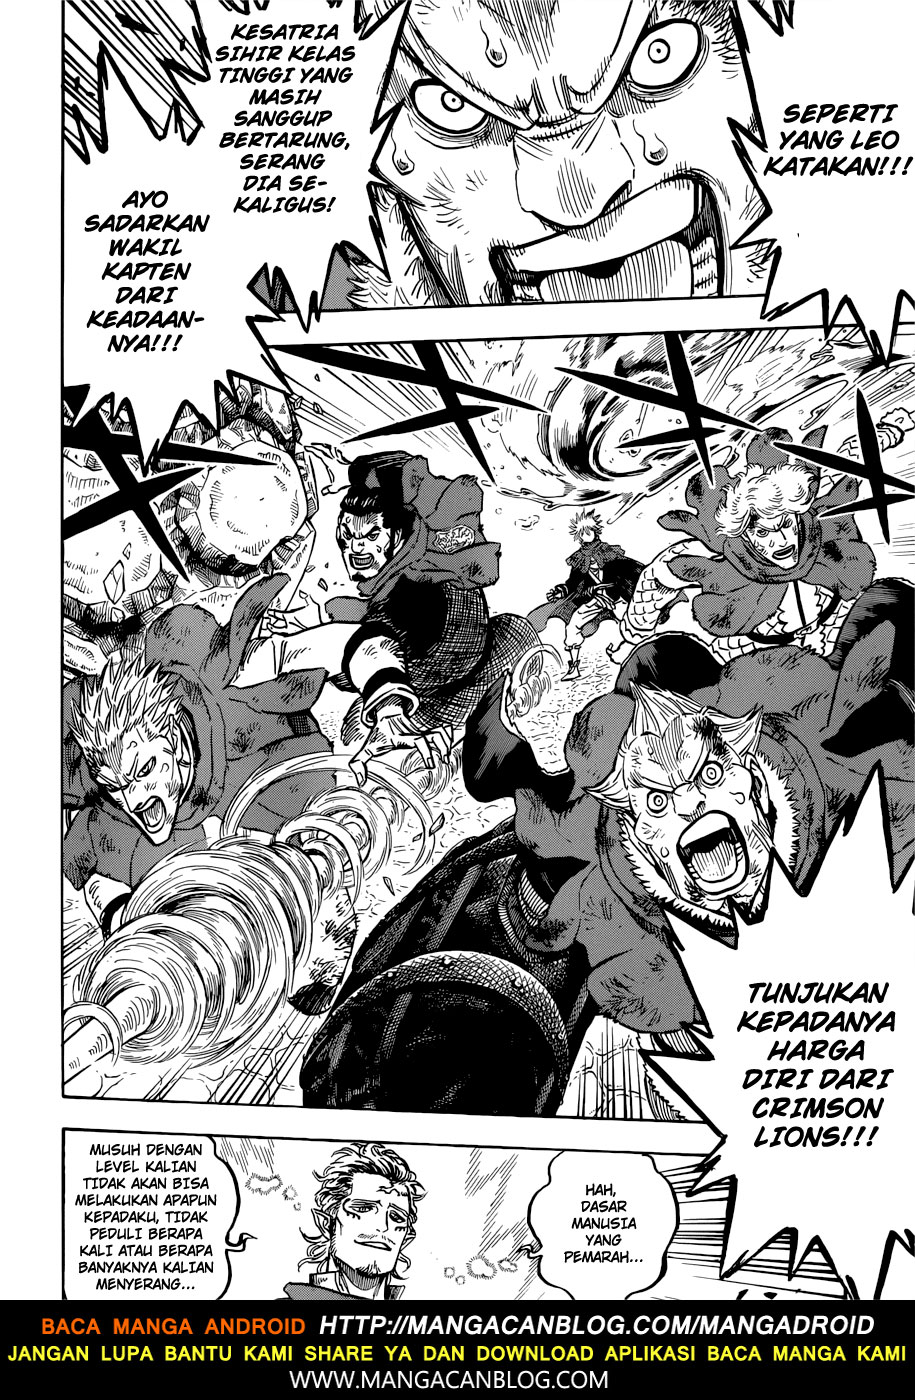 SEPERTI
YANG LEO
KATAKAN!!!
KESATRIA
SIHIR KELAS
TINGGI YANG
MASIH
SANGGUP
BERTARUNG,
SERANG
DIA SE-
KALIGUS!
AYO
SADARKAN
WAKIL
KAPTEN
DARI
KEADAAN-
NYA!!!
TUNJUKAN
KEPADANYA
HARGA
DIRI DARI
CRIMSON
LIONS!!!
HAH,
DASAR
MANUSIA
YANG
PEMARAH...
MUSUH DENGAN
LEVEL KALIAN
TIDAK AKAN BISA
MELAKUKAN APAPUN
KEPADAKU, TIDAK
PEDULI BERAPA
KALI ATAU BERAPA
BANYAKNYA KALIAN
MENYERANG...
BACA MANGA ANDROID HTTP://MANGACANBLOG.COM/MANGADROID
JANGAN LUPA BANTU KAMI SHARE YA DAN DOWNLOAD APLIKASI BACA MANGA KAMI
WWW.MANGACANBLOG.COM